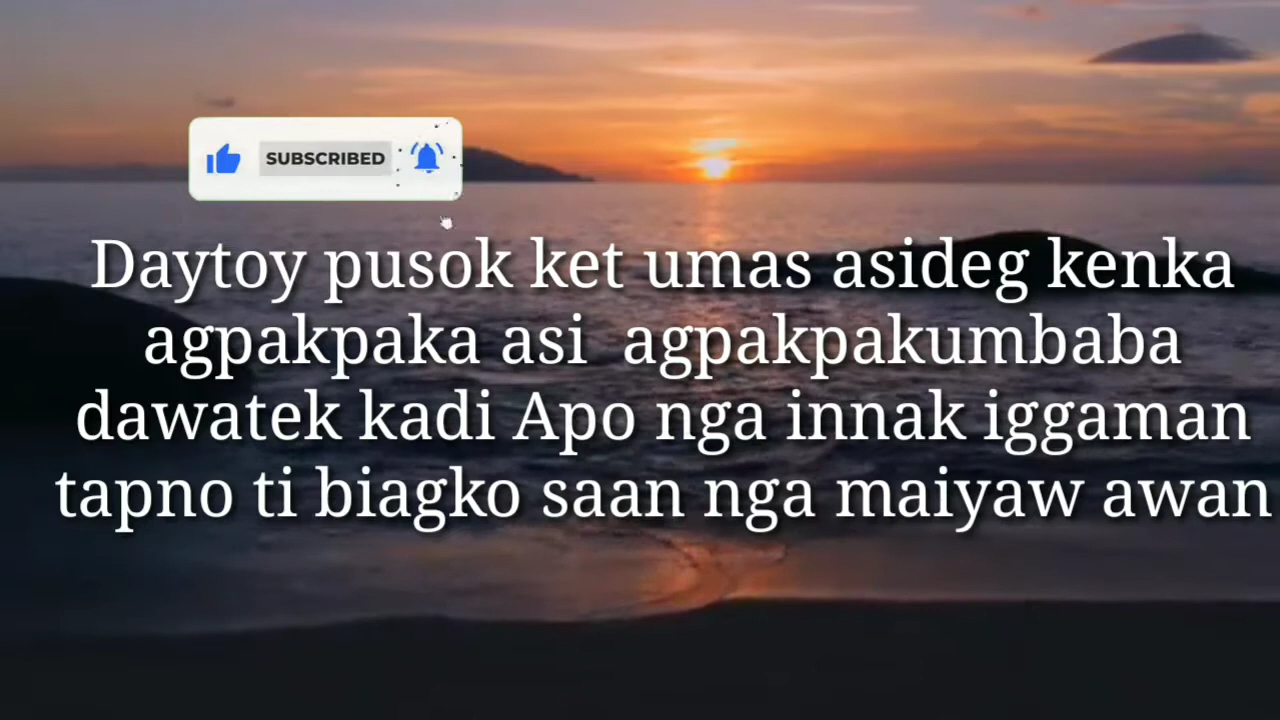 SUBSCRIBED
Daytoy pusok ket umas asideg kenka
agpakpaka asi  agpakpakumbaba
dawatek kadi Apo nga innak iggaman
tapno ti biagko saan nga maiyaw awan